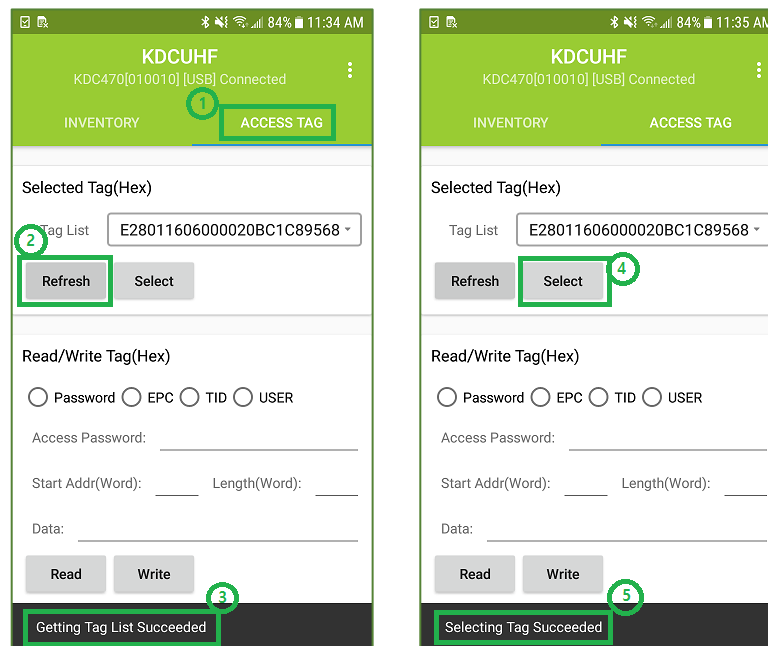 84% 11:34 AM
KDCUHF
KDC470[010010] [USB] Connected
1
INVENTORY ACCESS TAG
Selected Tag(Hex)
Tag List E28011606000020BC1C89568
2
Refresh Select
Read/Write Tag(Hex)
Password EPC TID USER
Access Password:
Start Addr(Word): Length(Word):
Data:
Read Write
3
Getting Tag List Succeeded
84% 11:35 AM
KDCUHF
KDC470[010010] [USB] Connected
INVENTORY ACCESS TAG
Selected Tag(Hex)
Tag List E28011606000020BC1C89568
4
Refresh Select
Read/Write Tag(Hex)
Password EPC TID USER
Access Password:
Start Addr(Word): Length(Word):
Data:
Read Write
5
Selecting Tag Succeeded